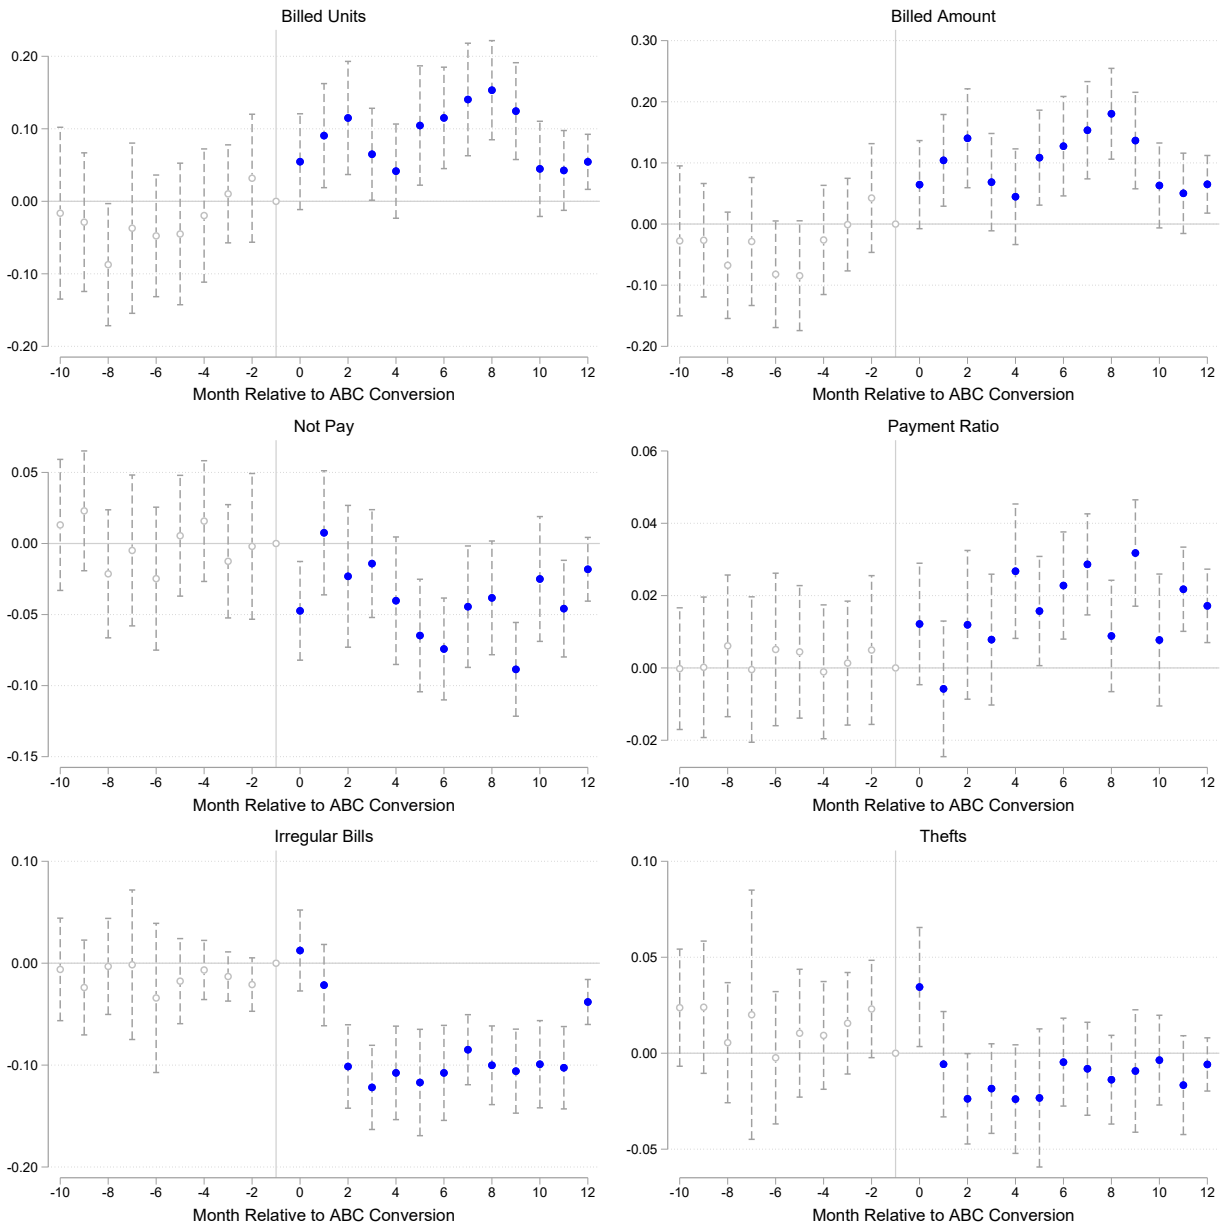 Billed Units
0.20
0.10
0.00
-0.10
-0.20
-10 -8 -6 -4 -2 0 2 4 6 8 10 12
Month Relative to ABC Conversion
Billed Amount
0.30
0.20
0.10
0.00
-0.10
-0.20
-10 -8 -6 -4 -2 0 2 4 6 8 10 12
Month Relative to ABC Conversion
Not Pay
0.05
0.00
-0.05
-0.10
-0.15
-10 -8 -6 -4 -2 0 2 4 6 8 10 12
Month Relative to ABC Conversion
Payment Ratio
0.06
0.04
0.02
0.00
-0.02
-10 -8 -6 -4 -2 0 2 4 6 8 10 12
Month Relative to ABC Conversion
Irregular Bills
0.10
0.00
-0.10
-0.20
-10 -8 -6 -4 -2 0 2 4 6 8 10 12
Month Relative to ABC Conversion
Thefts
0.10
0.05
0.00
-0.05
-10 -8 -6 -4 -2 0 2 4 6 8 10 12
Month Relative to ABC Conversion